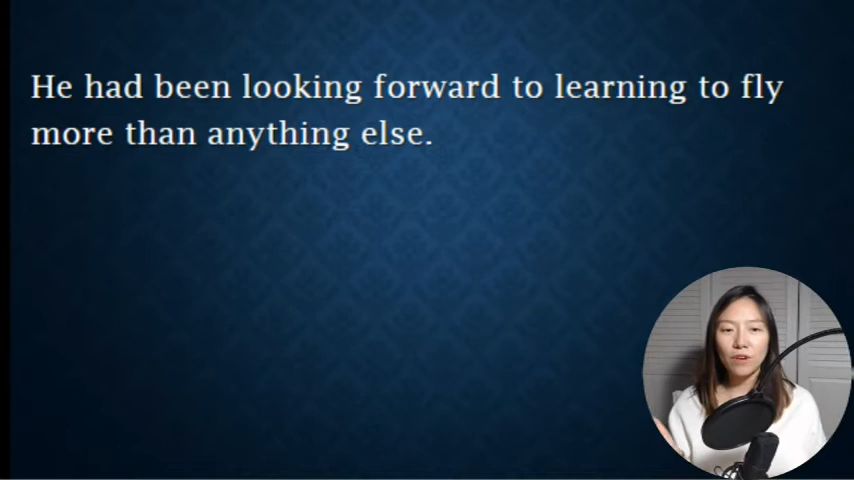 He had been looking forward to learning to fly
more than anything else.